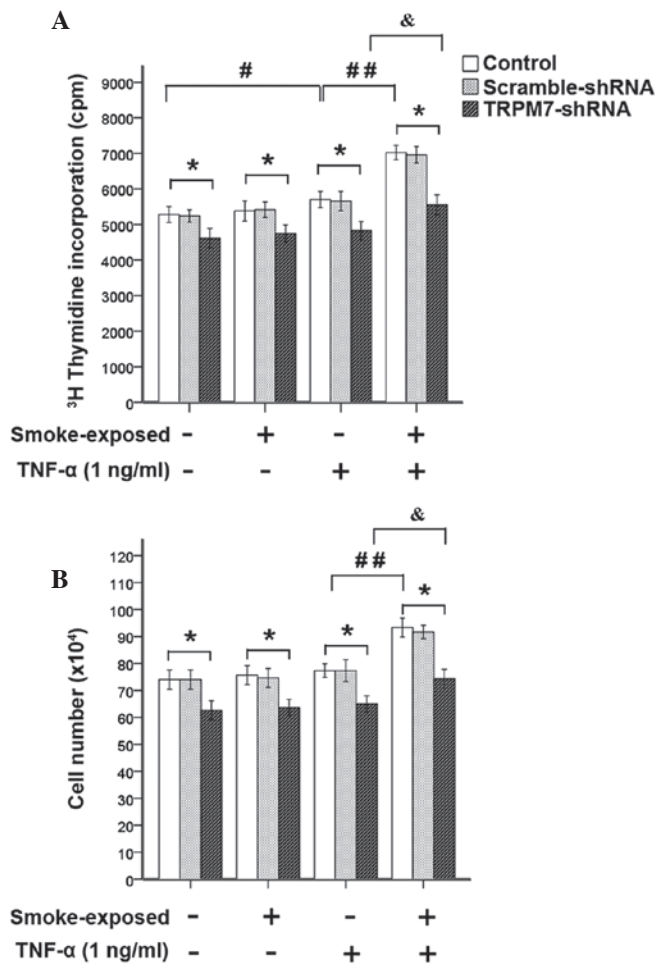 A
&
# ##
Control
Scramble-shRNA
TRPM7-shRNA
³H Thymidine incorporation (cpm)
9000
8000
7000
6000
5000
4000
3000
2000
1000
0
* * * *
Smoke-exposed - + - +
TNF-α (1 ng/ml) - - + +
B
&
##
Cell number (x10⁴)
120
110
100
90
80
70
60
50
40
30
20
10
0
* * * *
Smoke-exposed - + - +
TNF-α (1 ng/ml) - - + +